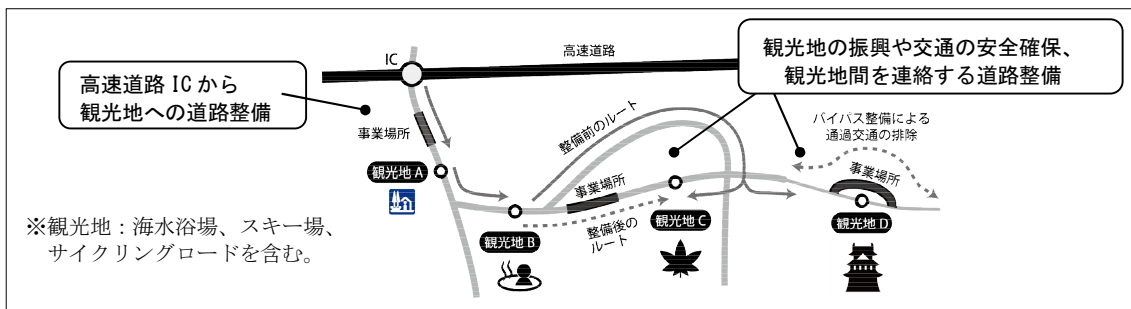 IC
高速道路
観光地の振興や交通の安全確保、
観光地間を連絡する道路整備
高速道路 IC から
観光地への道路整備
事業場所
整備前のルート
バイパス整備による
通過交通の排除
観光地 A
事業場所
事業場所
観光地 B
整備後の
ルート
観光地 C
観光地 D
※観光地：海水浴場、スキー場、
サイクリングロードを含む。